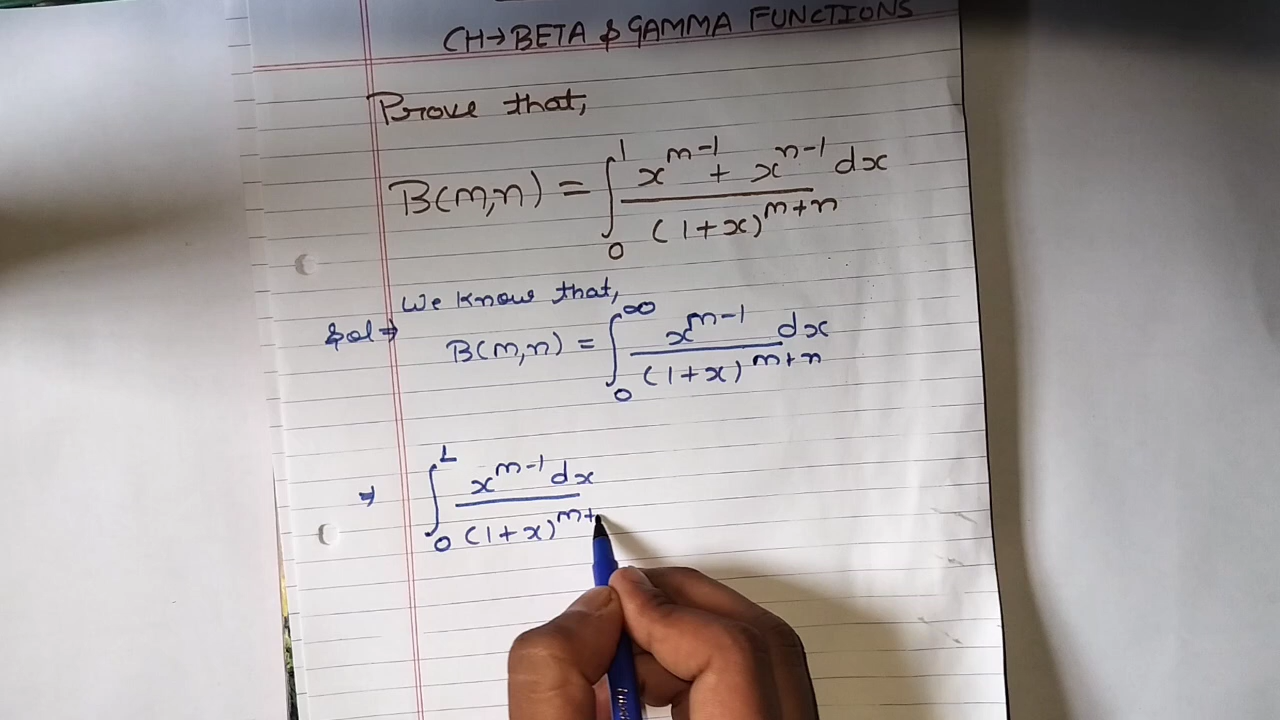 CH→BETA & GAMMA FUNCTIONS
Prove that,
B(m,n) = ∫₀¹ (x^{m-1} + x^{n-1}) / (1+x)^{m+n} dx
We know that,
Sol⇒ B(m,n) = ∫₀^∞ x^{m-1} / (1+x)^{m+n} dx
⇒ ∫₀¹ x^{m-1} dx / (1+x)^{m+